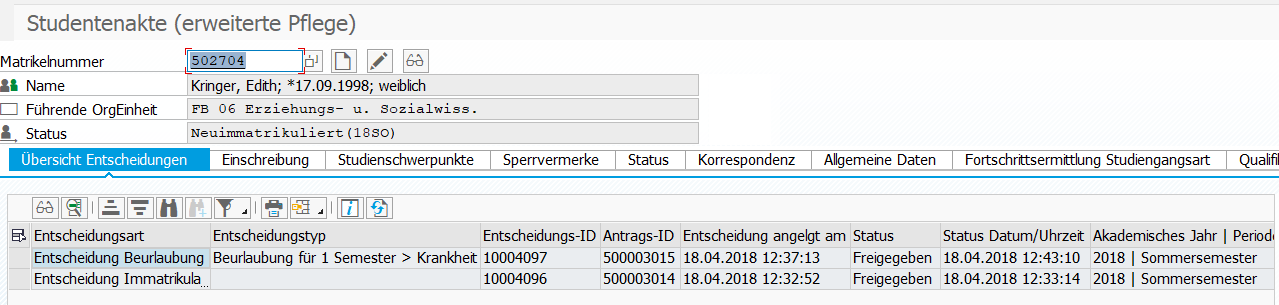 Studentenakte (erweiterte Pflege)
Matrikelnummer 502704
Name Kringer, Edith; *17.09.1998; weiblich
Führende OrgEinheit FB 06 Erziehungs- u. Sozialwiss.
Status Neuimmatrikuliert(18SO)
Übersicht Entscheidungen Einschreibung Studienschwerpunkte Sperrvermerke Status Korrespondenz Allgemeine Daten Fortschrittsermittlung Studiengangsart Qualifi
Entscheidungsart Entscheidungstyp Entscheidungs-ID Antrags-ID Entscheidung angelgt am Status Status Datum/Uhrzeit Akademisches Jahr | Periode
Entscheidung Beurlaubung Beurlaubung für 1 Semester > Krankheit 10004097 500003015 18.04.2018 12:37:13 Freigegeben 18.04.2018 12:43:10 2018 | Sommersemester
Entscheidung Immatrikula... 10004096 500003014 18.04.2018 12:32:52 Freigegeben 18.04.2018 12:33:14 2018 | Sommersemester